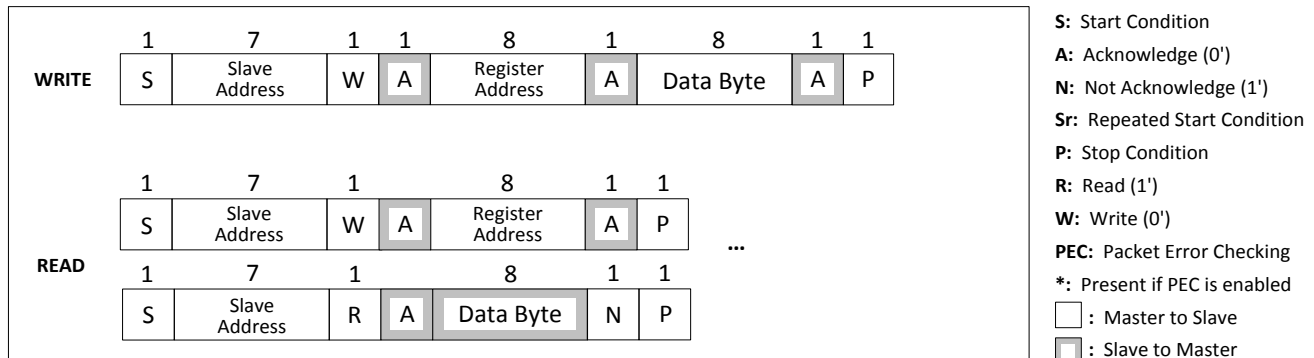 1 7 1 1 8 1 8 1 1
WRITE S Slave Address W A Register Address A Data Byte A P
1 7 1 8 1 1
S Slave Address W A Register Address A P ...
READ
1 7 1 8 1 1
S Slave Address R A Data Byte N P
S: Start Condition
A: Acknowledge (0')
N: Not Acknowledge (1')
Sr: Repeated Start Condition
P: Stop Condition
R: Read (1')
W: Write (0')
PEC: Packet Error Checking
*: Present if PEC is enabled
: Master to Slave
: Slave to Master